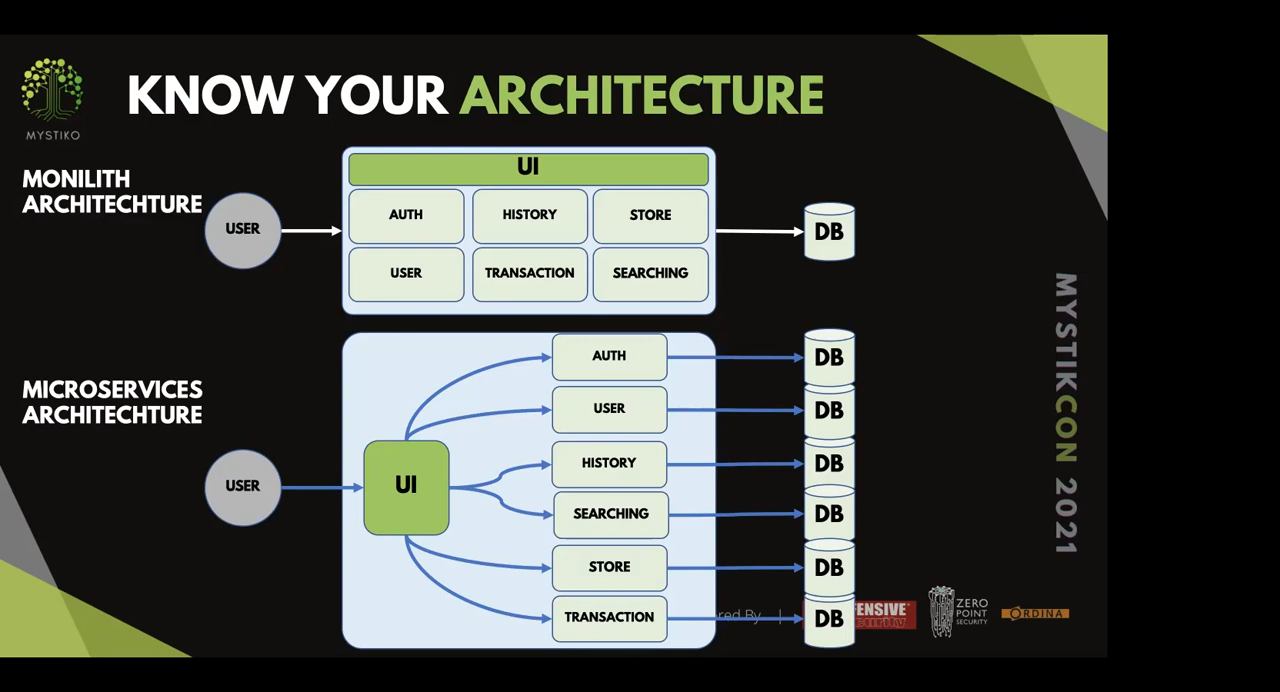 MYSTIKO
KNOW YOUR ARCHITECTURE
MONILITH
ARCHITECHTURE
USER
UI
AUTH
HISTORY
STORE
USER
TRANSACTION
SEARCHING
DB
MICROSERVICES
ARCHITECHTURE
USER
UI
AUTH
USER
HISTORY
SEARCHING
STORE
TRANSACTION
DB
DB
DB
DB
DB
DB
MYSTIKCON 2021
By |
ZERO
POINT
SECURITY
ORDINA